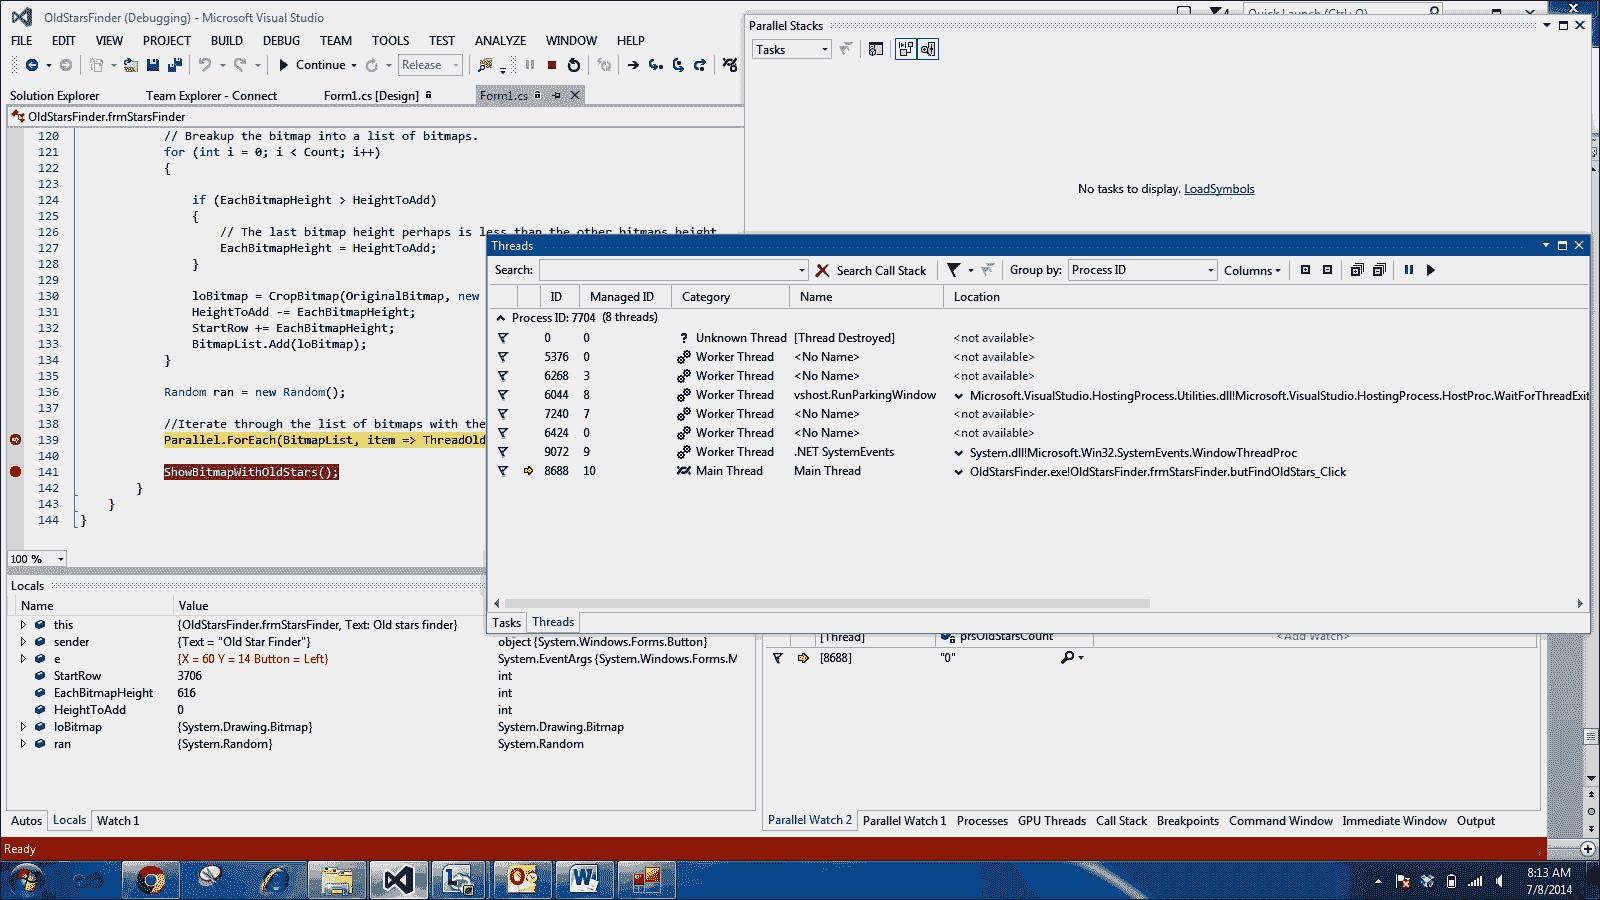 OldStarsFinder (Debugging) - Microsoft Visual Studio
Quick Launch (Ctrl+Q)
FILE EDIT VIEW PROJECT BUILD DEBUG TEAM TOOLS TEST ANALYZE WINDOW HELP
Continue Release
Solution Explorer Team Explorer - Connect Form1.cs [Design] Form1.cs
OldStarsFinder.frmStarsFinder
120 // Breakup the bitmap into a list of bitmaps.
121 for (int i = 0; i < Count; i++)
122 {
123
124 if (EachBitmapHeight > HeightToAdd)
125 {
126 // The last bitmap height perhaps is less than the other bitmaps height
127 EachBitmapHeight = HeightToAdd;
128 }
129
130 loBitmap = CropBitmap(OriginalBitmap, new
131 HeightToAdd -= EachBitmapHeight;
132 StartRow += EachBitmapHeight;
133 BitmapList.Add(loBitmap);
134 }
135
136 Random ran = new Random();
137
138 //Iterate through the list of bitmaps with the
139 Parallel.ForEach(BitmapList, item => ThreadOld
140
141 ShowBitmapWithOldStars();
142 }
143 }
144 }
100 %
Parallel Stacks
Tasks
No tasks to display. LoadSymbols
Threads
Search: Search Call Stack Group by: Process ID Columns
ID Managed ID Category Name Location
Process ID: 7704 (8 threads)
0 0 ? Unknown Thread [Thread Destroyed] <not available>
5376 0 Worker Thread <No Name> <not available>
6268 3 Worker Thread <No Name> <not available>
6044 8 Worker Thread vshost.RunParkingWindow Microsoft.VisualStudio.HostingProcess.Utilities.dll!Microsoft.VisualStudio.HostingProcess.HostProc.WaitForThreadExit
7240 7 Worker Thread <No Name> <not available>
6424 0 Worker Thread <No Name> <not available>
9072 9 Worker Thread .NET SystemEvents System.dll!Microsoft.Win32.SystemEvents.WindowThreadProc
8688 10 Main Thread Main Thread OldStarsFinder.exe!OldStarsFinder.frmStarsFinder.butFindOldStars_Click
Tasks Threads
Locals
Name Value
this {OldStarsFinder.frmStarsFinder, Text: Old stars finder}
sender {Text = "Old Star Finder"} object {System.Windows.Forms.Button}
e {X = 60 Y = 14 Button = Left} System.EventArgs {System.Windows.Forms.M
StartRow 3706 int
EachBitmapHeight 616 int
HeightToAdd 0 int
loBitmap {System.Drawing.Bitmap} System.Drawing.Bitmap
ran {System.Random} System.Random
Autos Locals Watch 1
[Thread] prsOldStarsCount <Add Watch>
[8688] "0"
Parallel Watch 2 Parallel Watch 1 Processes GPU Threads Call Stack Breakpoints Command Window Immediate Window Output
Ready
8:13 AM
7/8/2014